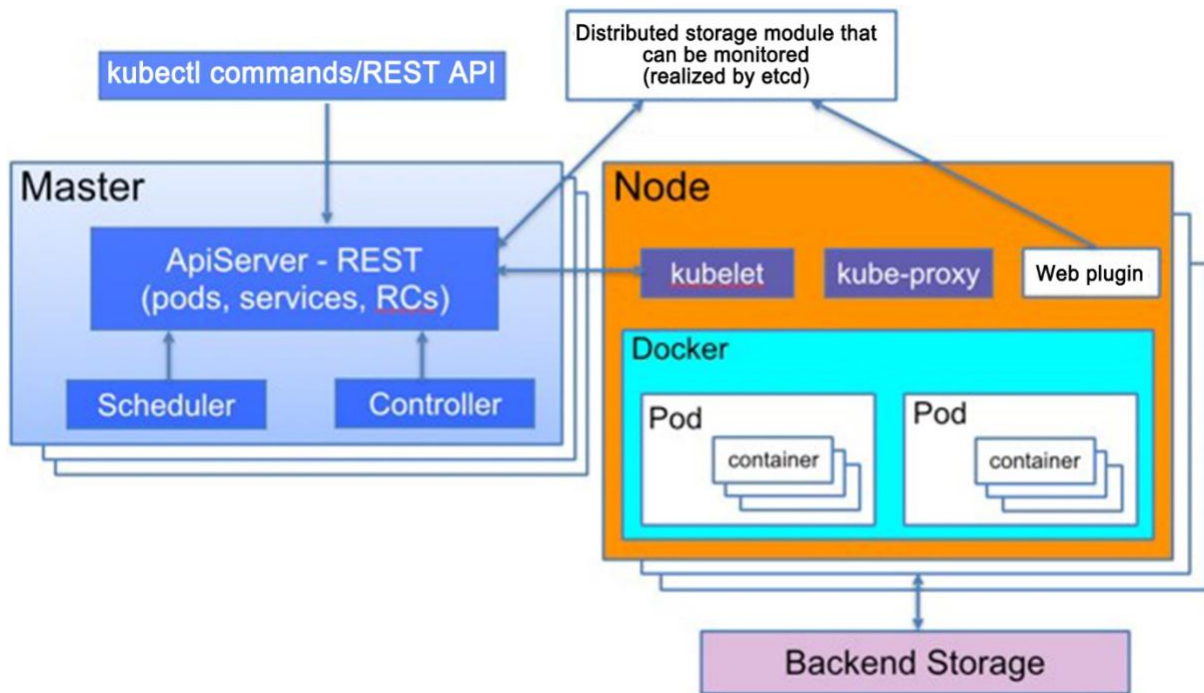 Distributed storage module that
can be monitored
(realized by etcd)
kubectl commands/REST API
Master
ApiServer - REST
(pods, services, RCs)
Scheduler
Controller
Node
kubelet
kube-proxy
Web plugin
Docker
Pod
container
Pod
container
Backend Storage